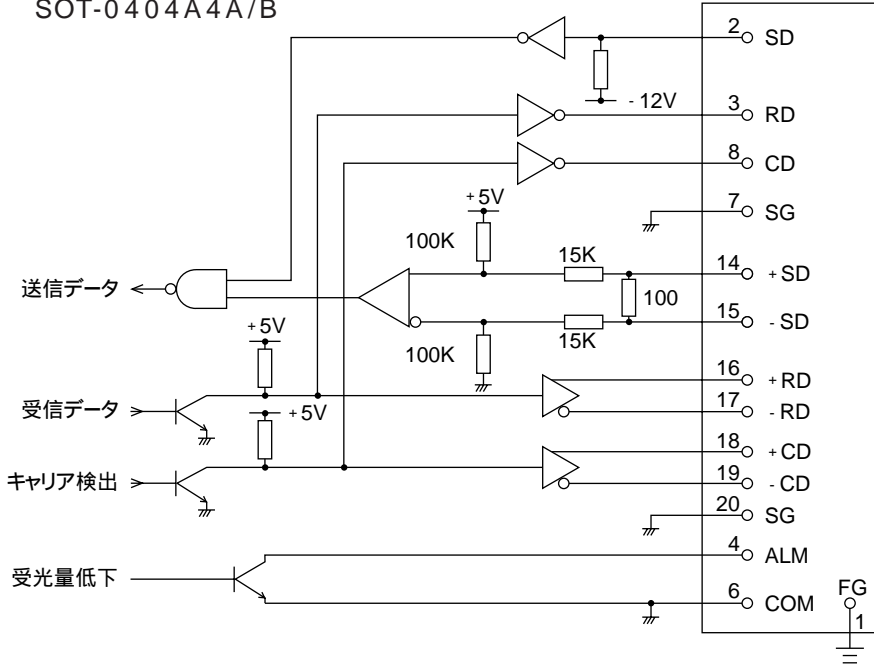 SOT-0404A4A/B
2 SD
-12V
3 RD
8 CD
+5V
7 SG
100K
15K
14 +SD
送信データ
100
15 -SD
+5V
100K
15K
16 +RD
受信データ
+5V
17 -RD
18 +CD
キャリア検出
19 -CD
20 SG
4 ALM
受光量低下
FG
6 COM
1